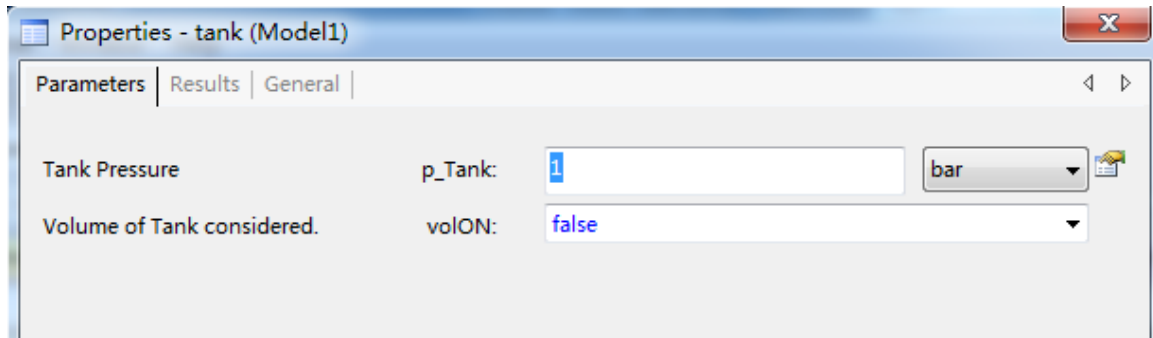 Properties - tank (Model1)
Parameters Results General
Tank Pressure p_Tank: 1 bar
Volume of Tank considered. volON: false